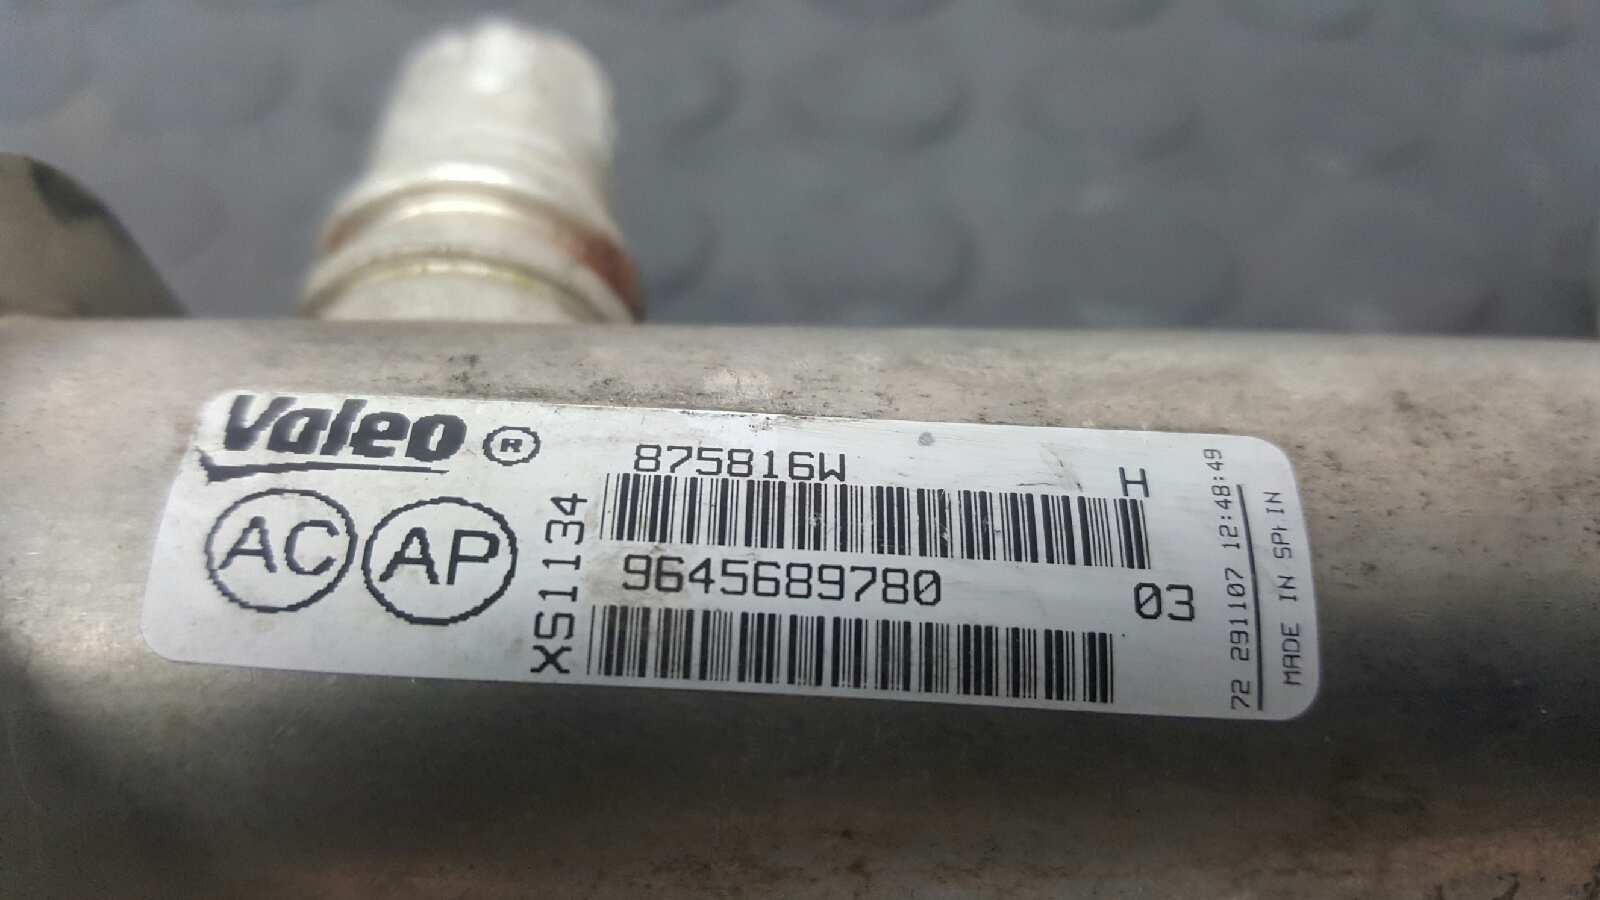 Valeo ®
AC AP
XS1134
875816W H
9645689780 03
72 291107 12:48:49
MADE IN SPAIN